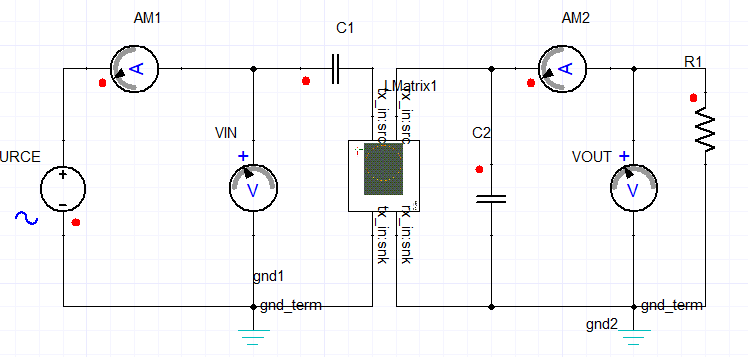 AM1
AM2
C1
R1
LMatrix1
tx_in:src
rx_in:src
VIN
C2
VOUT
URCE
A
A
+
V
+
V
+
−
tx_in:snk
rx_in:snk
gnd1
gnd_term
gnd_term
gnd2